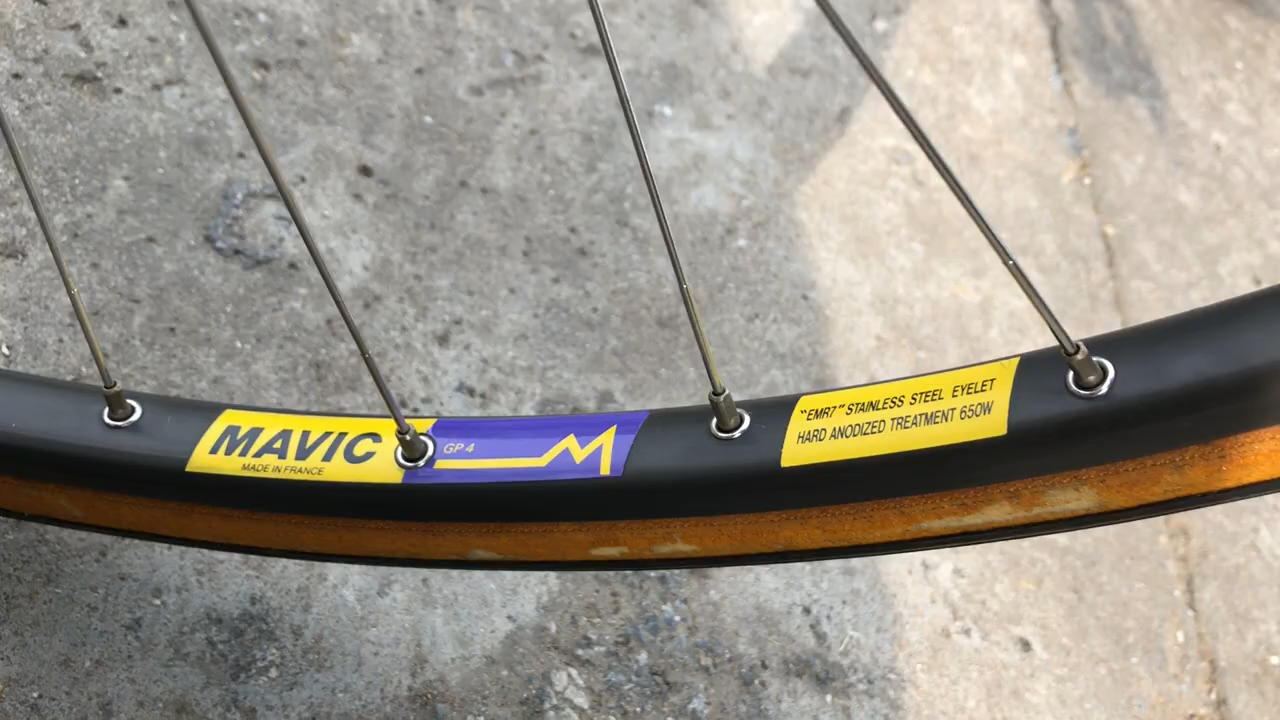 MAVIC
MADE IN FRANCE
GP 4
"EMR7" STAINLESS STEEL EYELET
HARD ANODIZED TREATMENT 650W